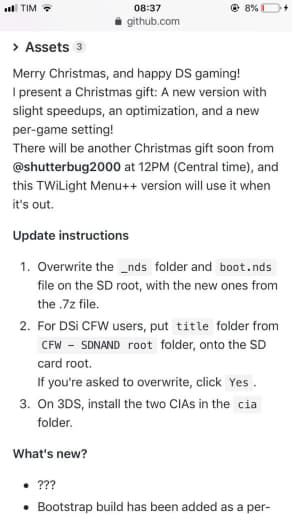 TIM 08:37 8%
github.com
> Assets 3
Merry Christmas, and happy DS gaming!
I present a Christmas gift: A new version with
slight speedups, an optimization, and a new
per-game setting!
There will be another Christmas gift soon from
@shutterbug2000 at 12PM (Central time), and
this TWiLight Menu++ version will use it when
it's out.
Update instructions
1. Overwrite the _nds folder and boot.nds
file on the SD root, with the new ones from
the .7z file.
2. For DSi CFW users, put title folder from
CFW - SDNAND root folder, onto the SD
card root.
If you're asked to overwrite, click Yes .
3. On 3DS, install the two CIAs in the cia
folder.
What's new?
• ???
• Bootstrap build has been added as a per-